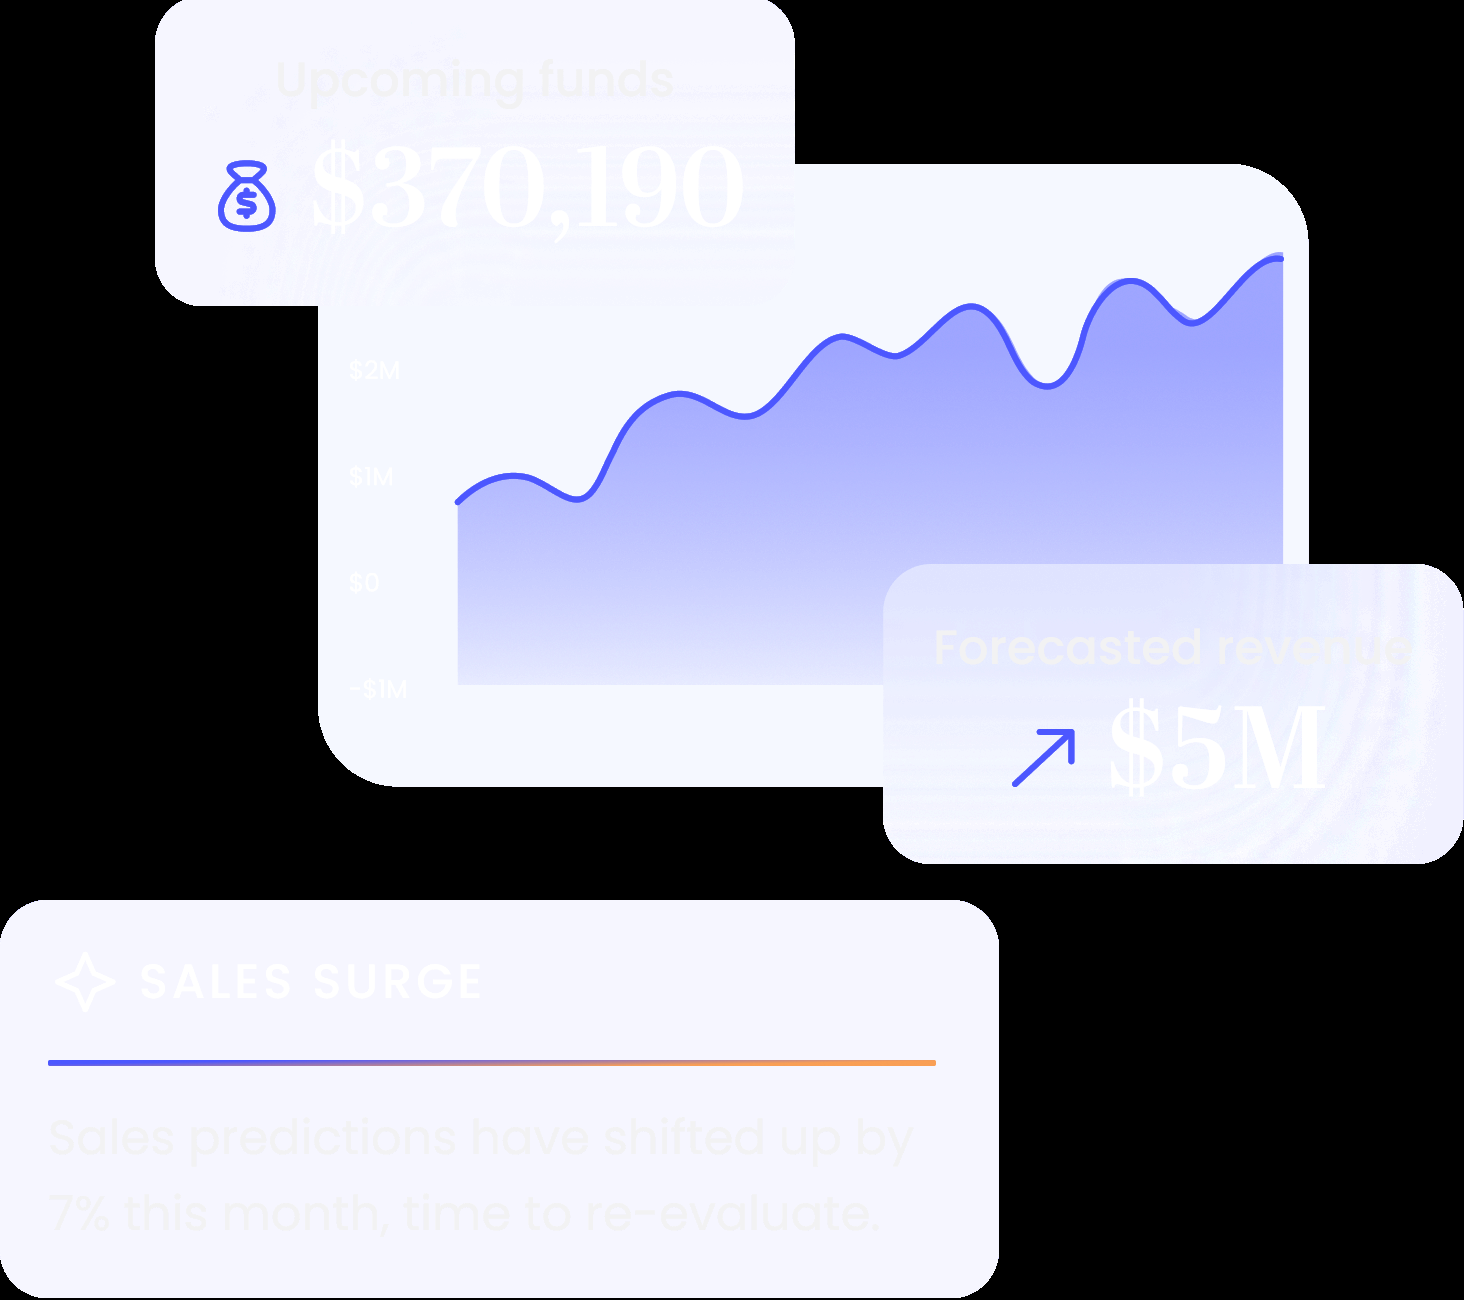 Upcoming funds
$370,190
$2M
$1M
$0
-$1M
Forecasted revenue
$5M
SALES SURGE
Sales predictions have shifted up by
7% this month, time to re-evaluate.